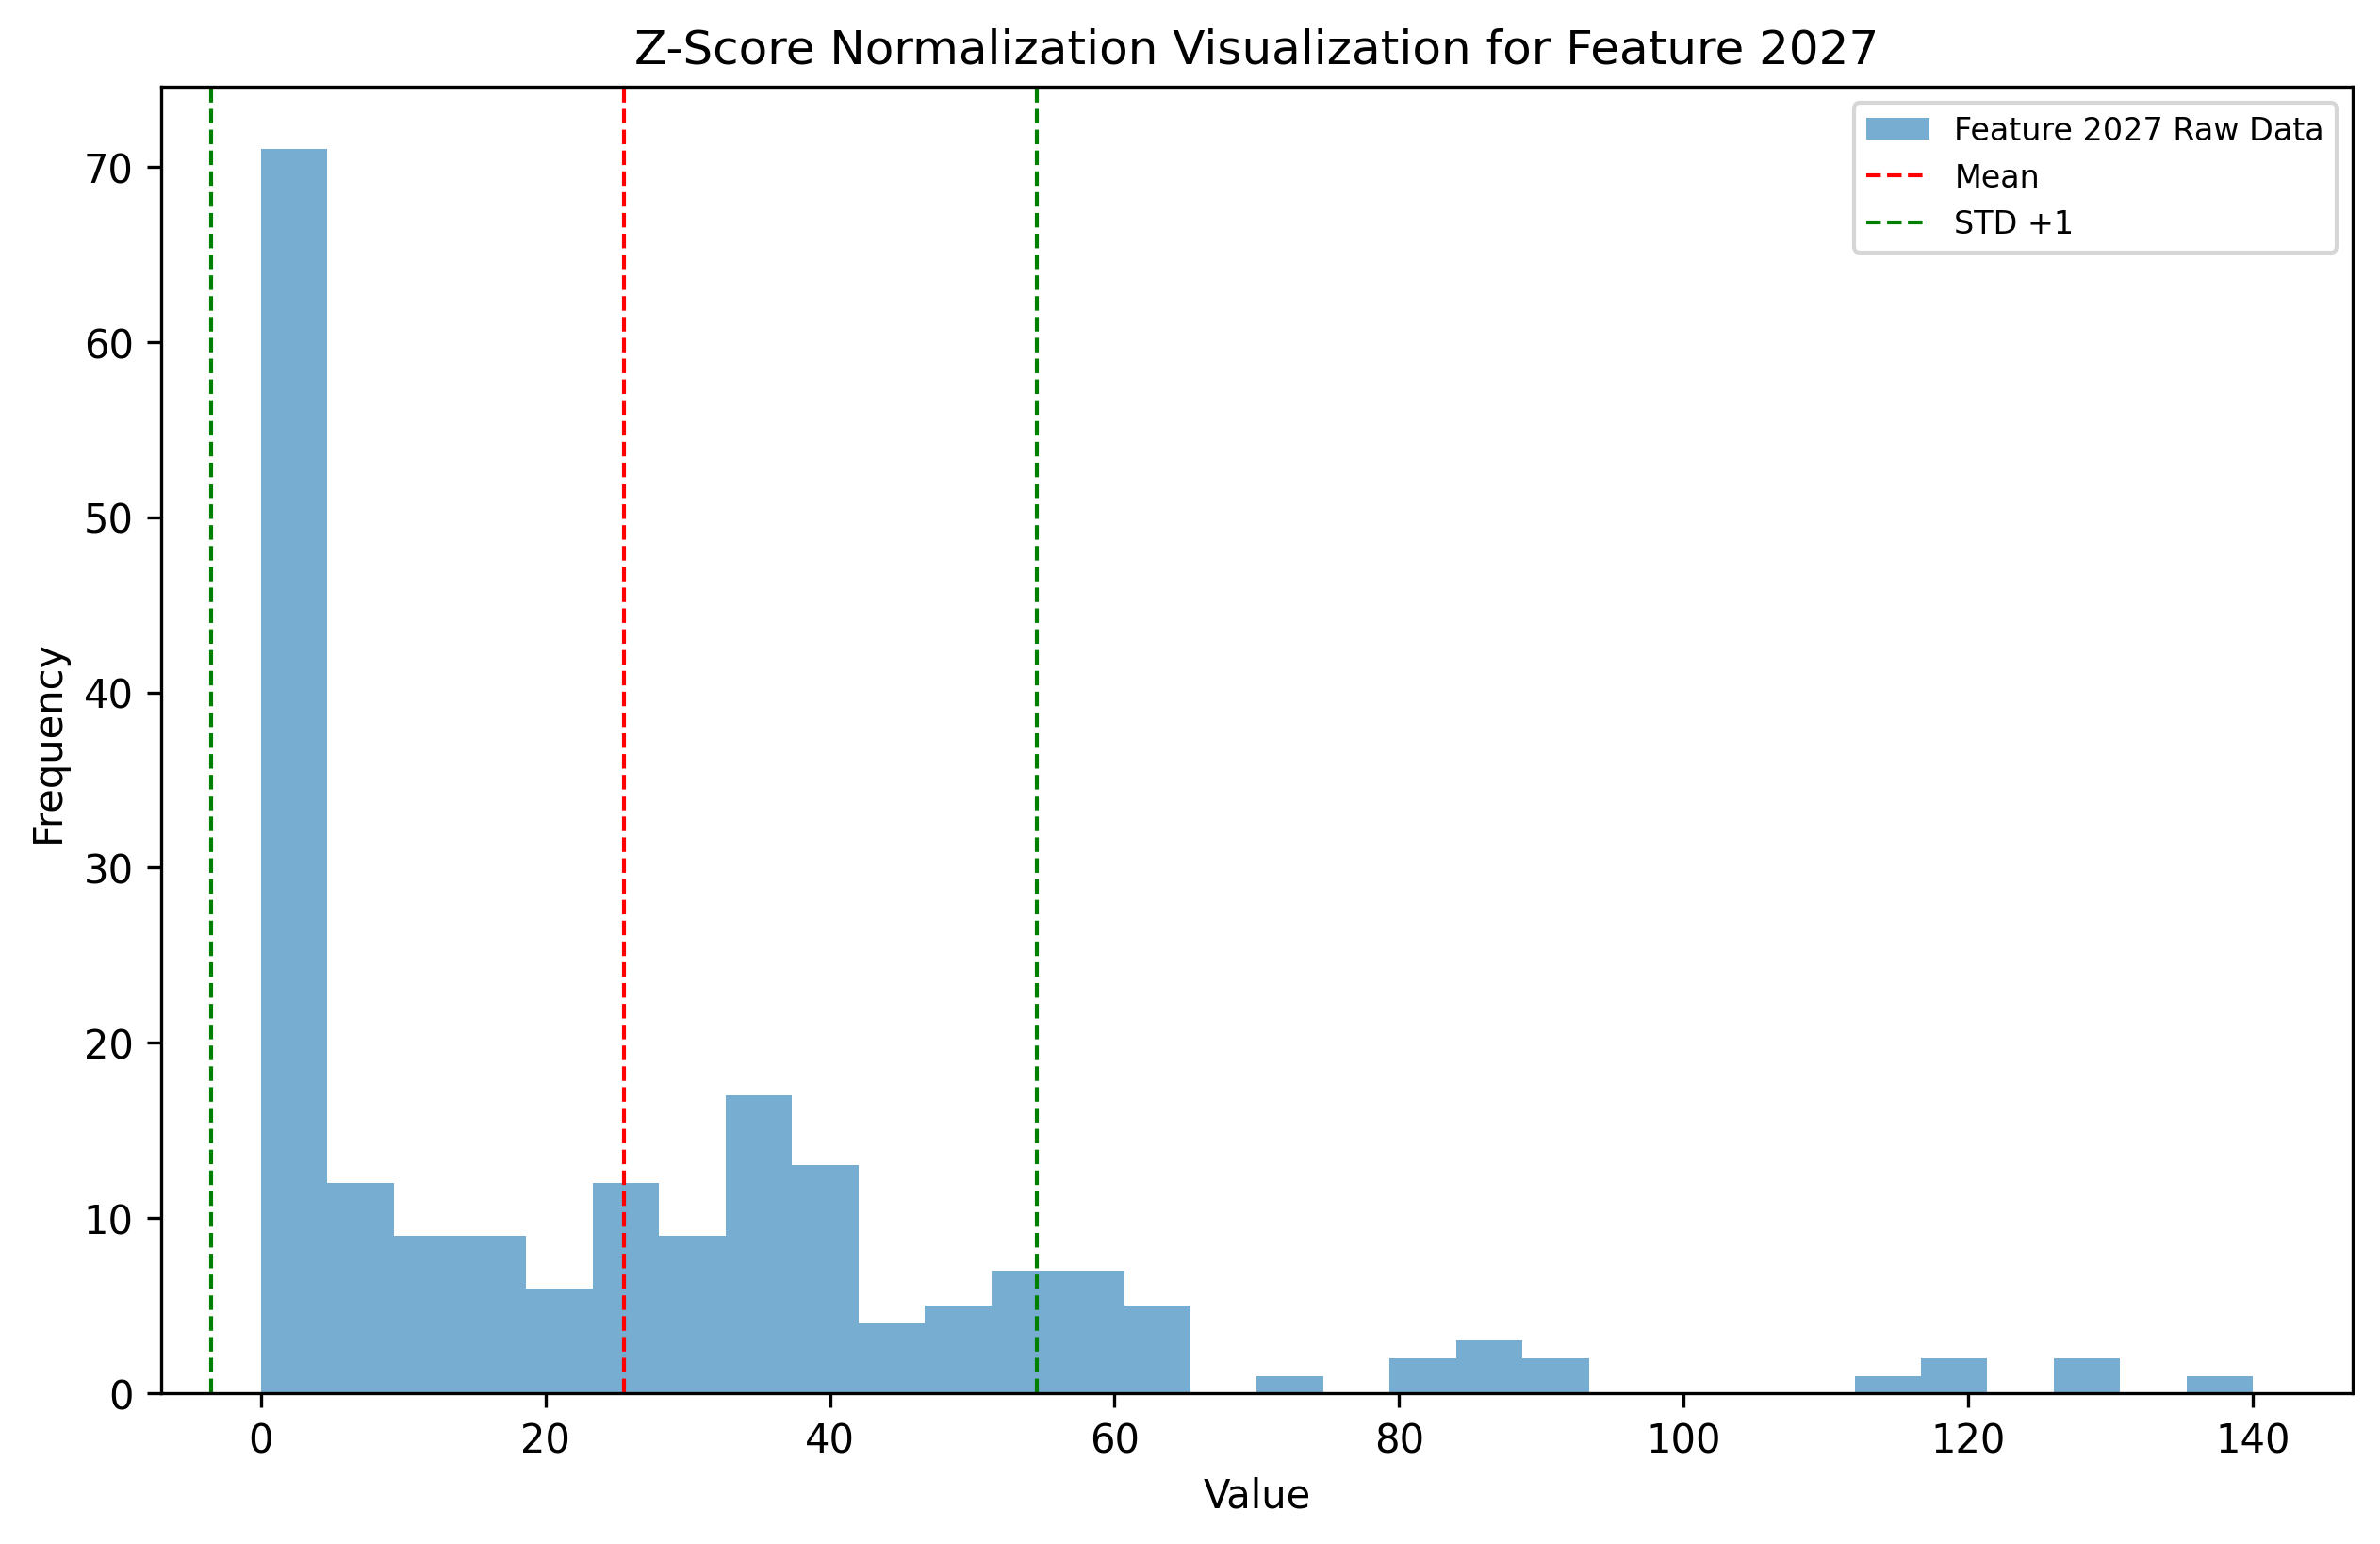 Z-Score Normalization Visualization for Feature 2027
Feature 2027 Raw Data
Mean
STD +1
70
60
50
40
30
20
10
0
Frequency
0 20 40 60 80 100 120 140
Value